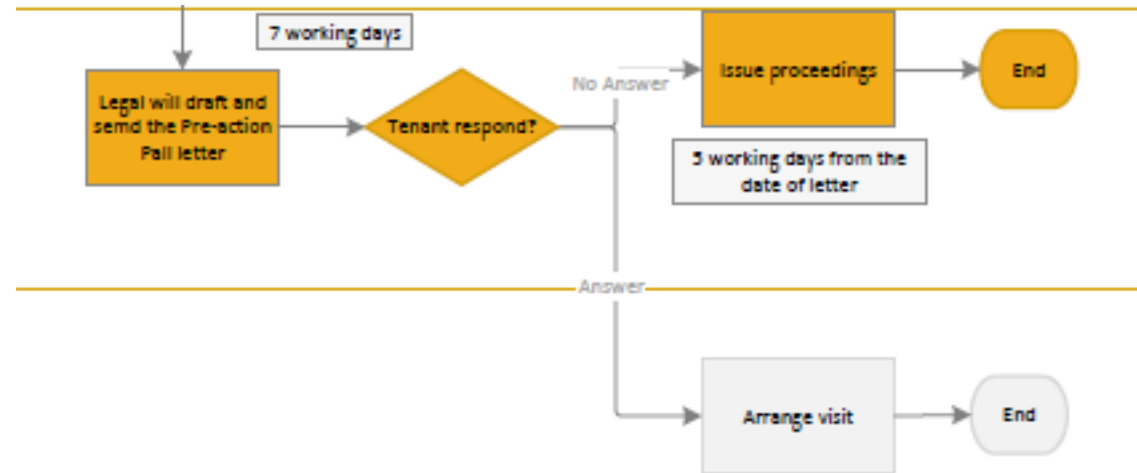 7 working days
Legal will draft and
semd the Pre-action
Pall letter
Tenant respond?
No Answer
Issue proceedings
End
5 working days from the
date of letter
Answer
Arrange visit
End